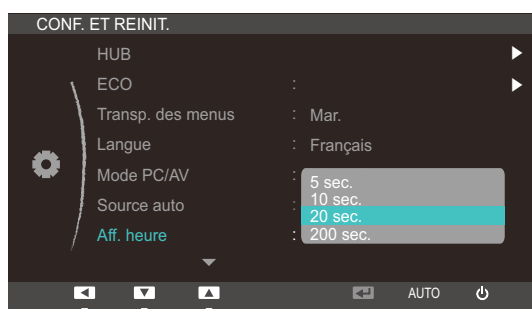 CONF. ET REINIT.
HUB
ECO :
Transp. des menus : Mar.
Langue : Français
Mode PC/AV :
Source auto :
Aff. heure :
5 sec.
10 sec.
20 sec.
200 sec.
AUTO